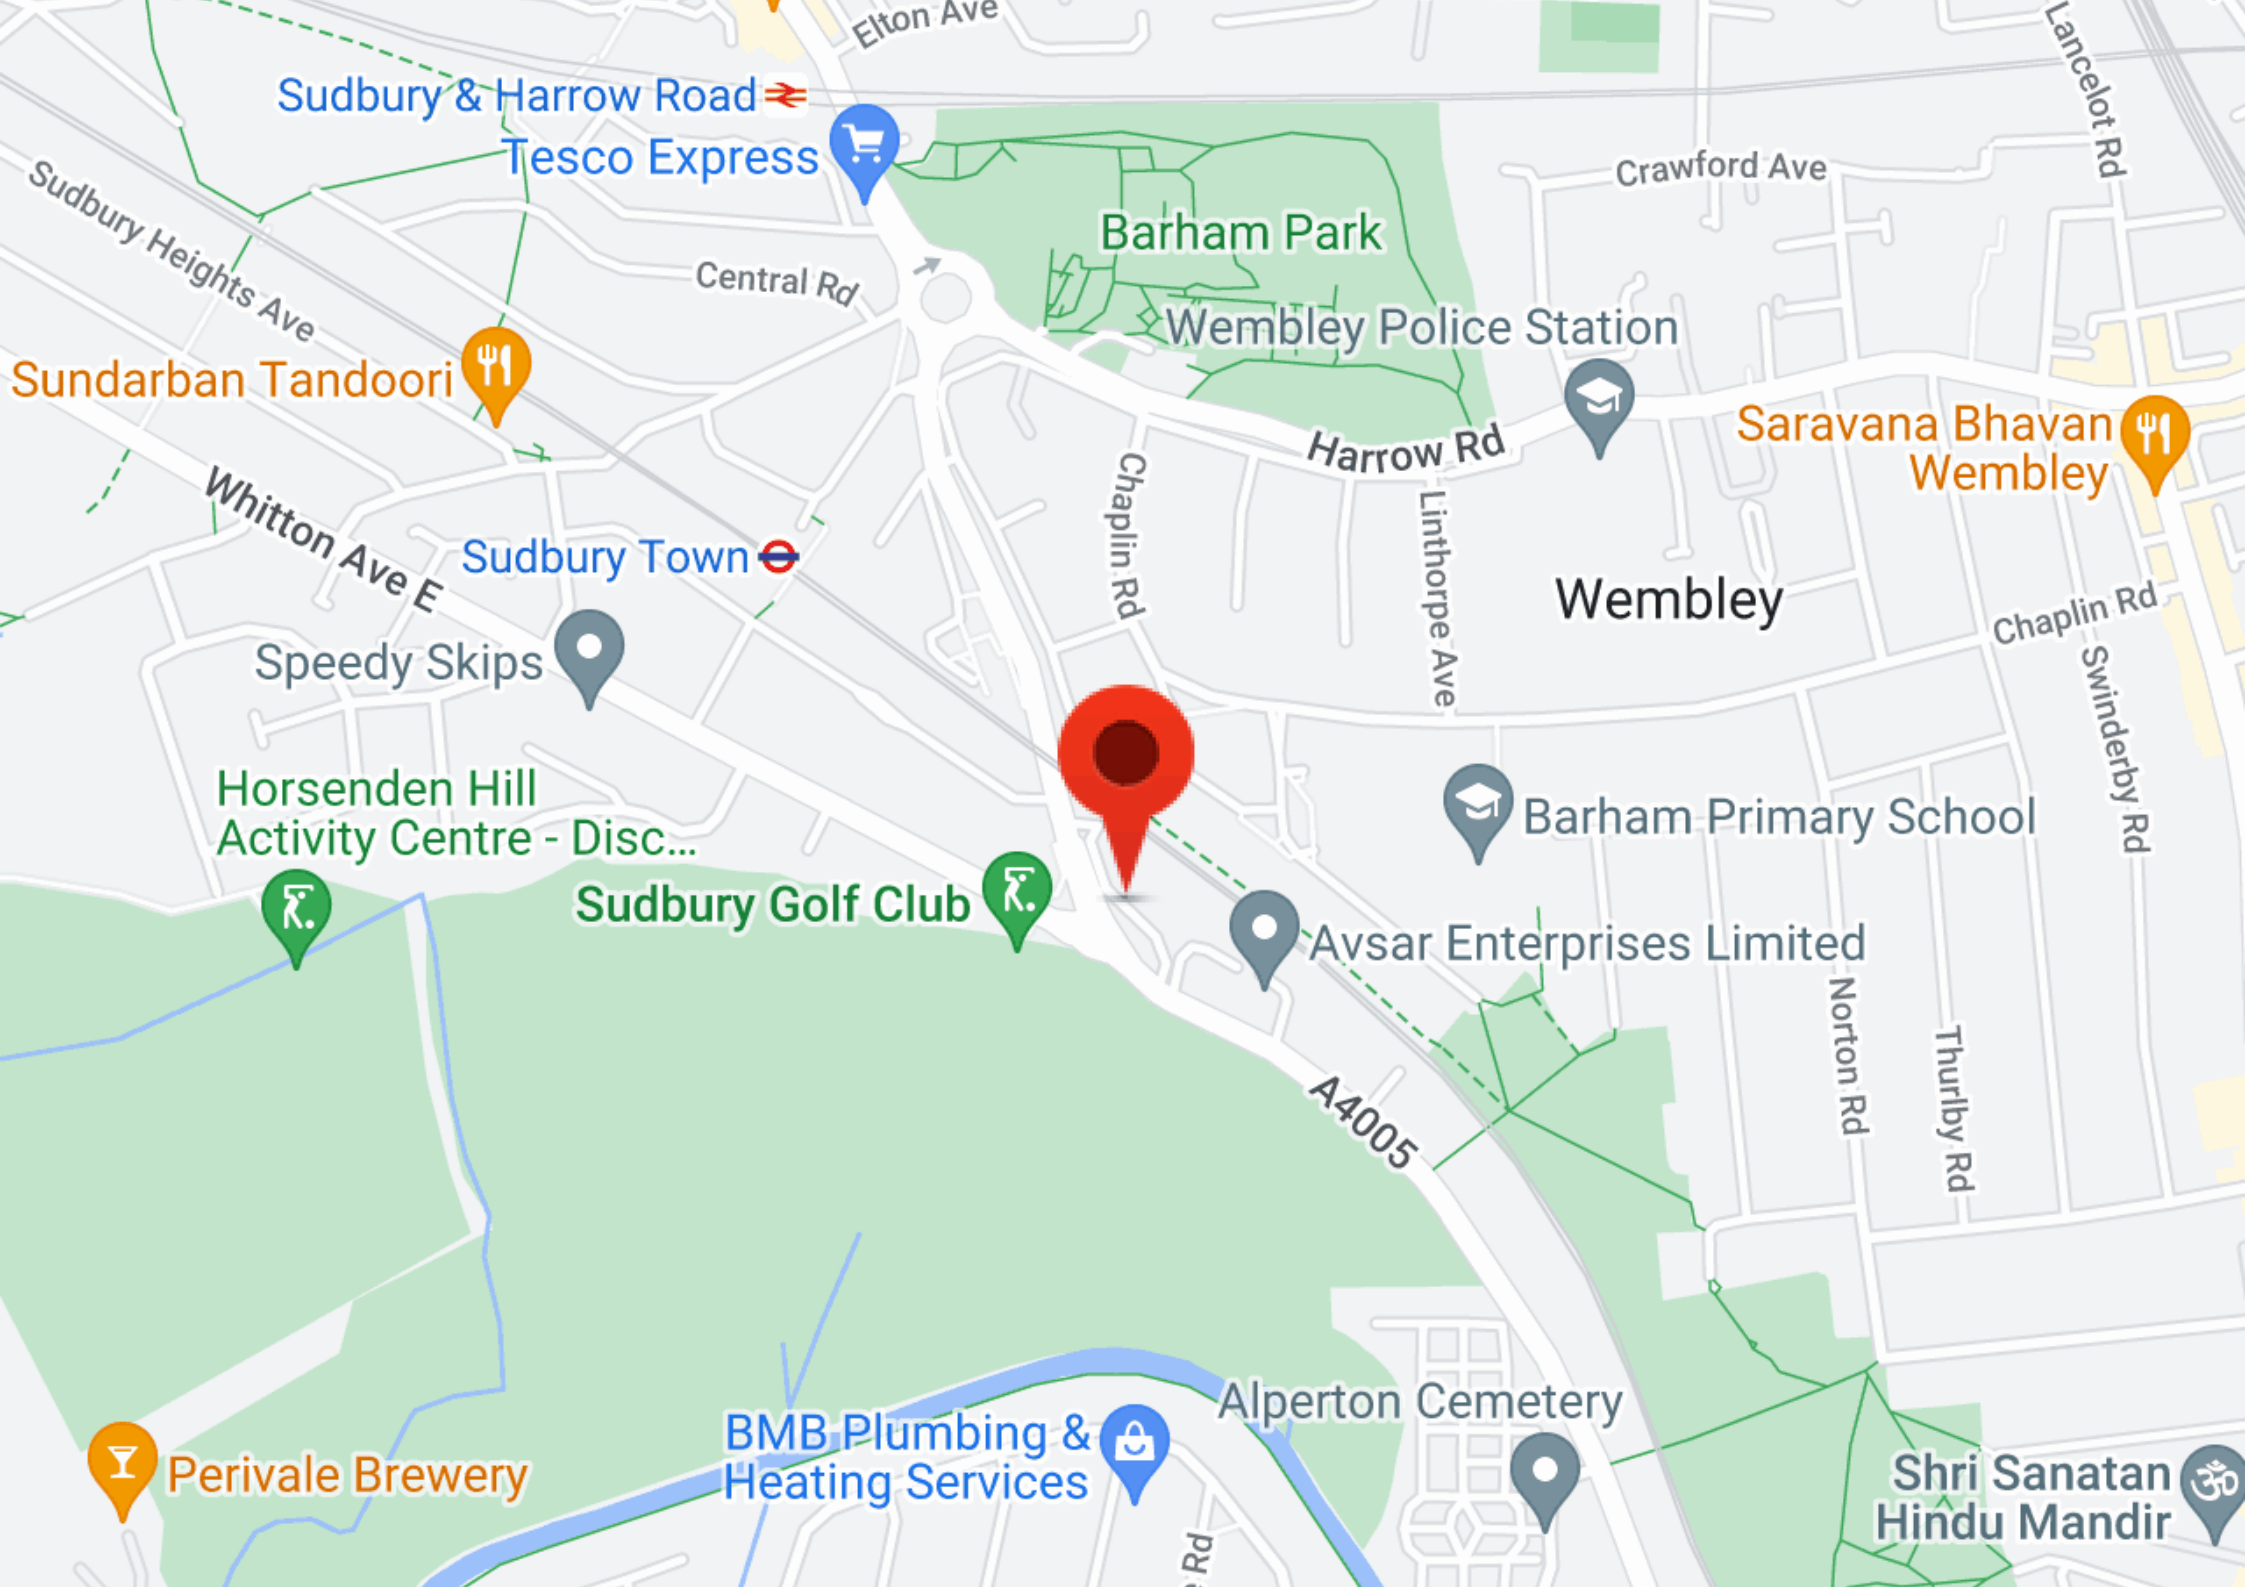 Elton Ave
Lancelot Rd
Sudbury & Harrow Road
Tesco Express
Crawford Ave
Sudbury Heights Ave
Barham Park
Central Rd
Wembley Police Station
Sundarban Tandoori
Harrow Rd
Saravana Bhavan
Wembley
Whitton Ave E
Chaplin Rd
Linthorpe Ave
Sudbury Town
Wembley
Chaplin Rd
Speedy Skips
Swinderby Rd
Horsenden Hill
Activity Centre - Disc...
Barham Primary School
Sudbury Golf Club
Avsar Enterprises Limited
Norton Rd
Thurlby Rd
A4005
Alperton Cemetery
BMB Plumbing &
Heating Services
Perivale Brewery
Shri Sanatan
Hindu Mandir
ॐ
Rd